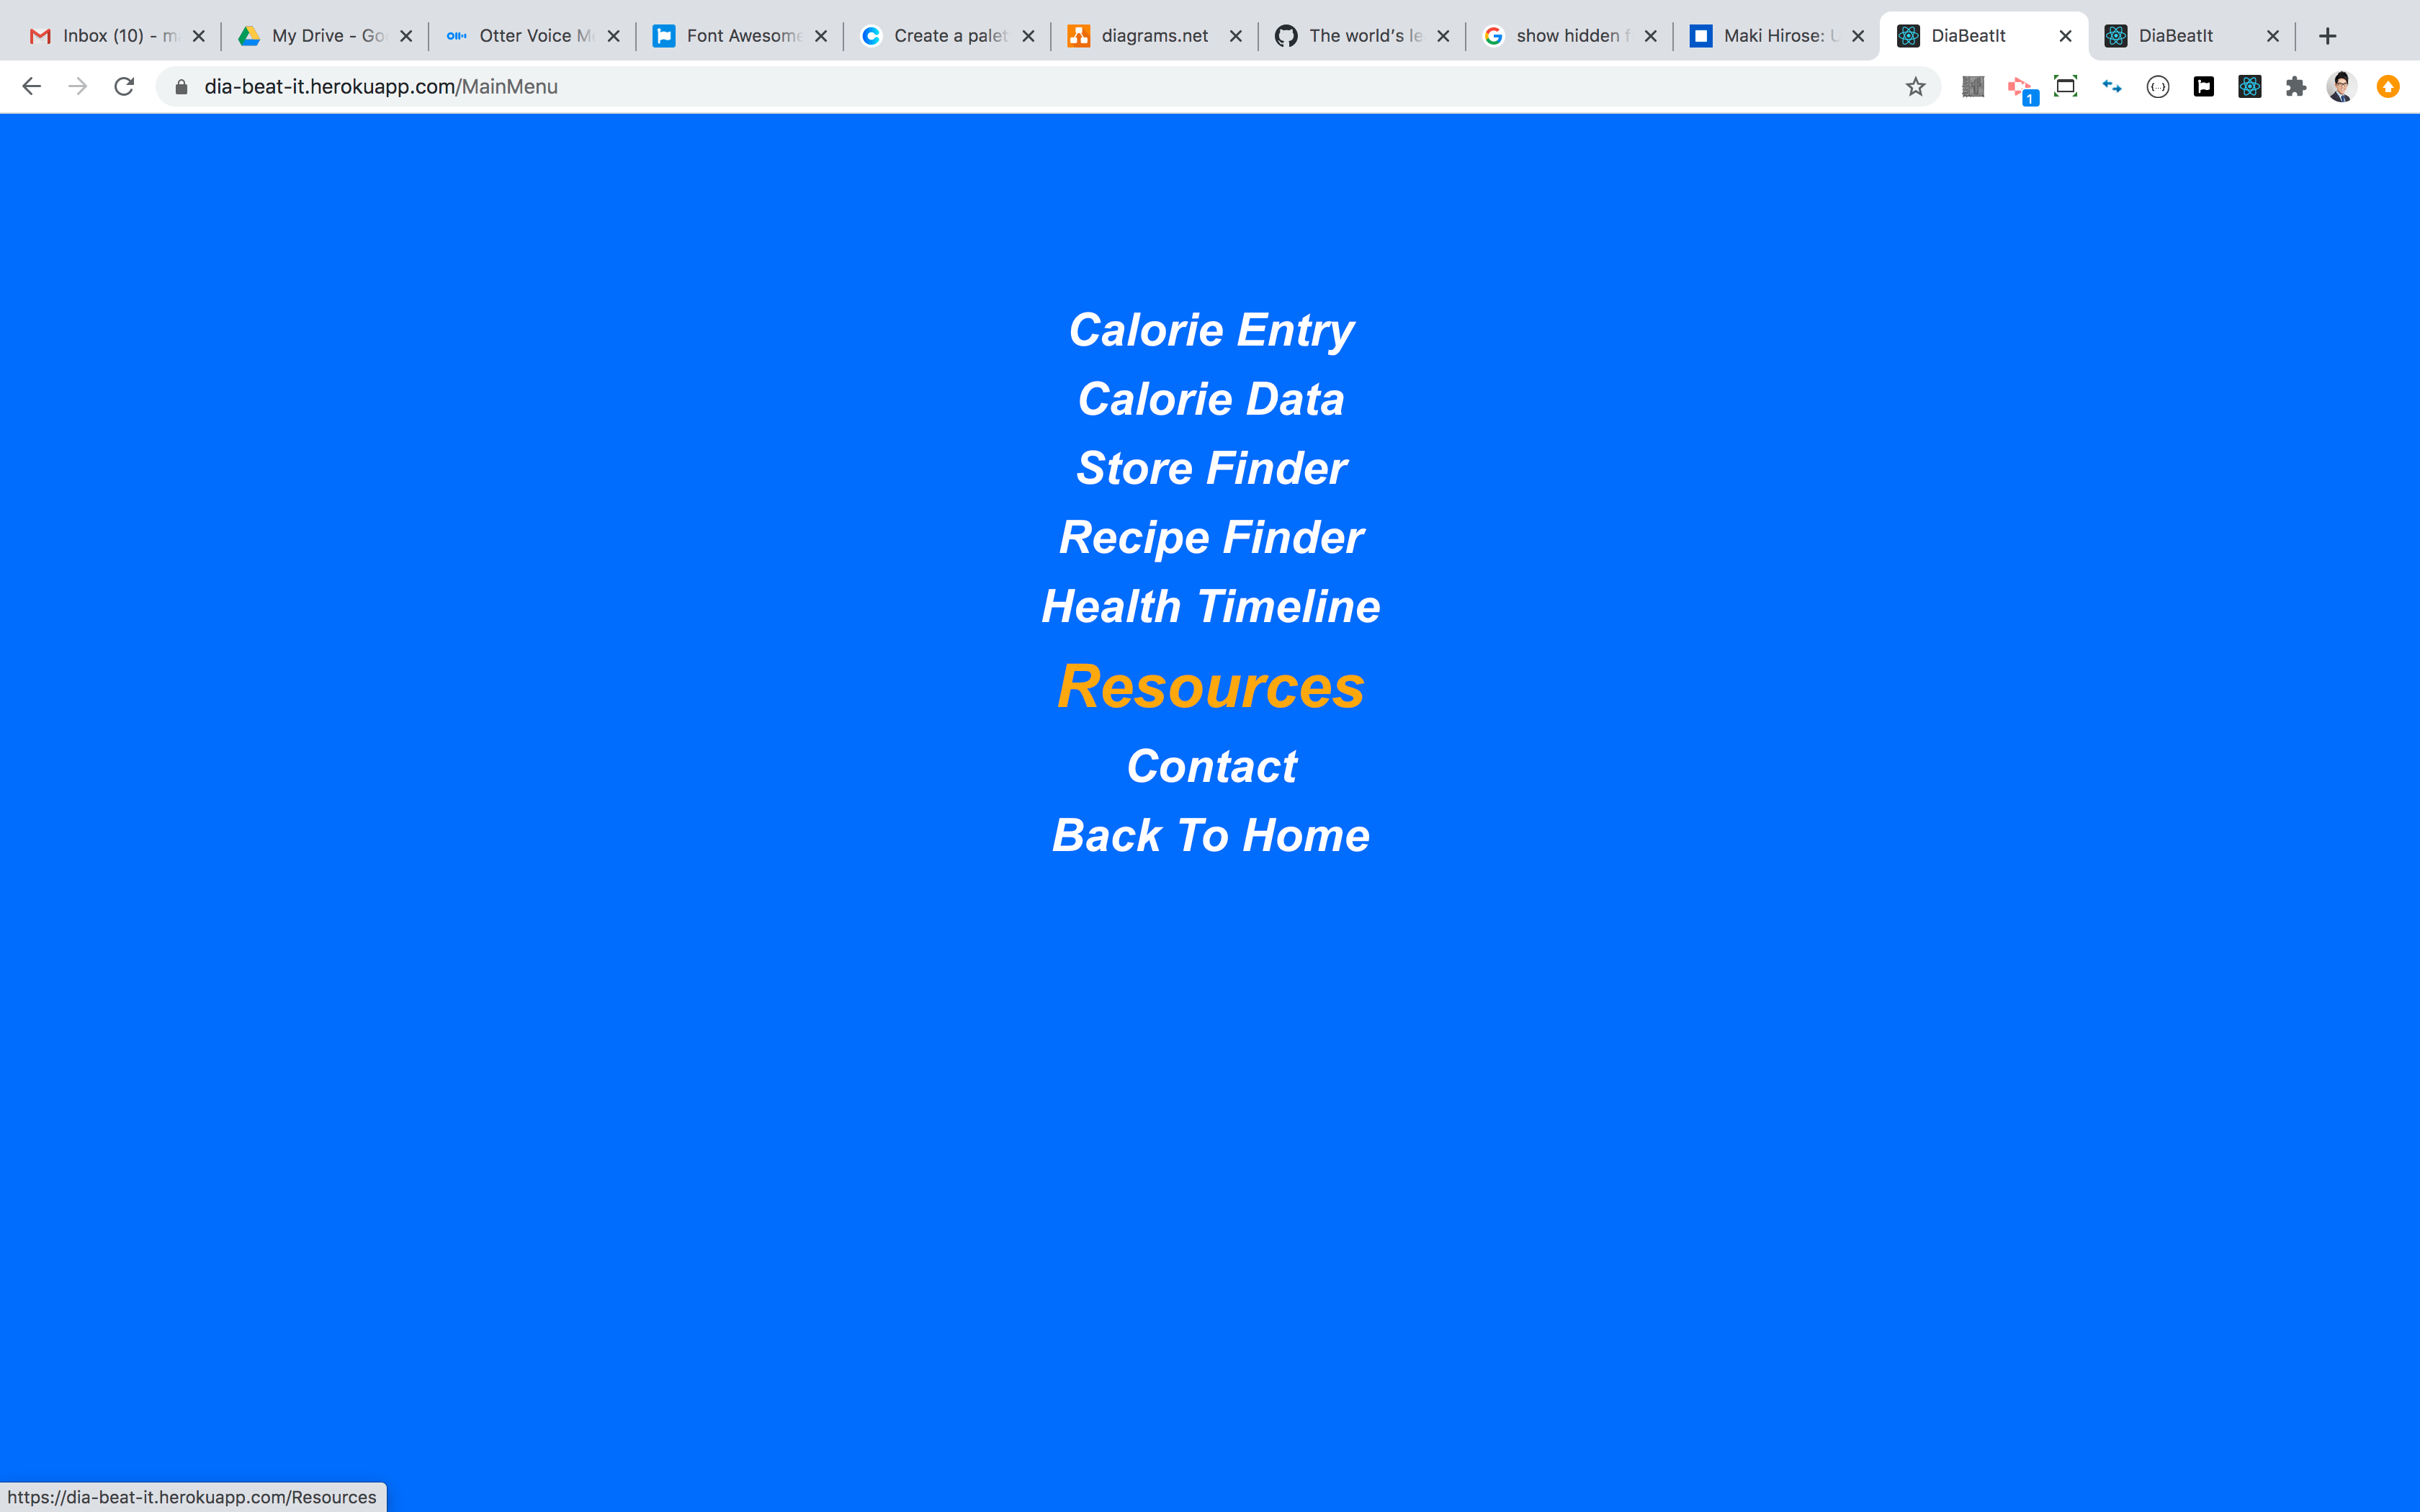 Inbox (10) - m
My Drive - Go
Otter Voice M
Font Awesome
Create a palet
diagrams.net
The world's le
show hidden f
Maki Hirose: U
DiaBeatIt
DiaBeatIt
dia-beat-it.herokuapp.com/MainMenu
1
Calorie Entry
Calorie Data
Store Finder
Recipe Finder
Health Timeline
Resources
Contact
Back To Home
https://dia-beat-it.herokuapp.com/Resources